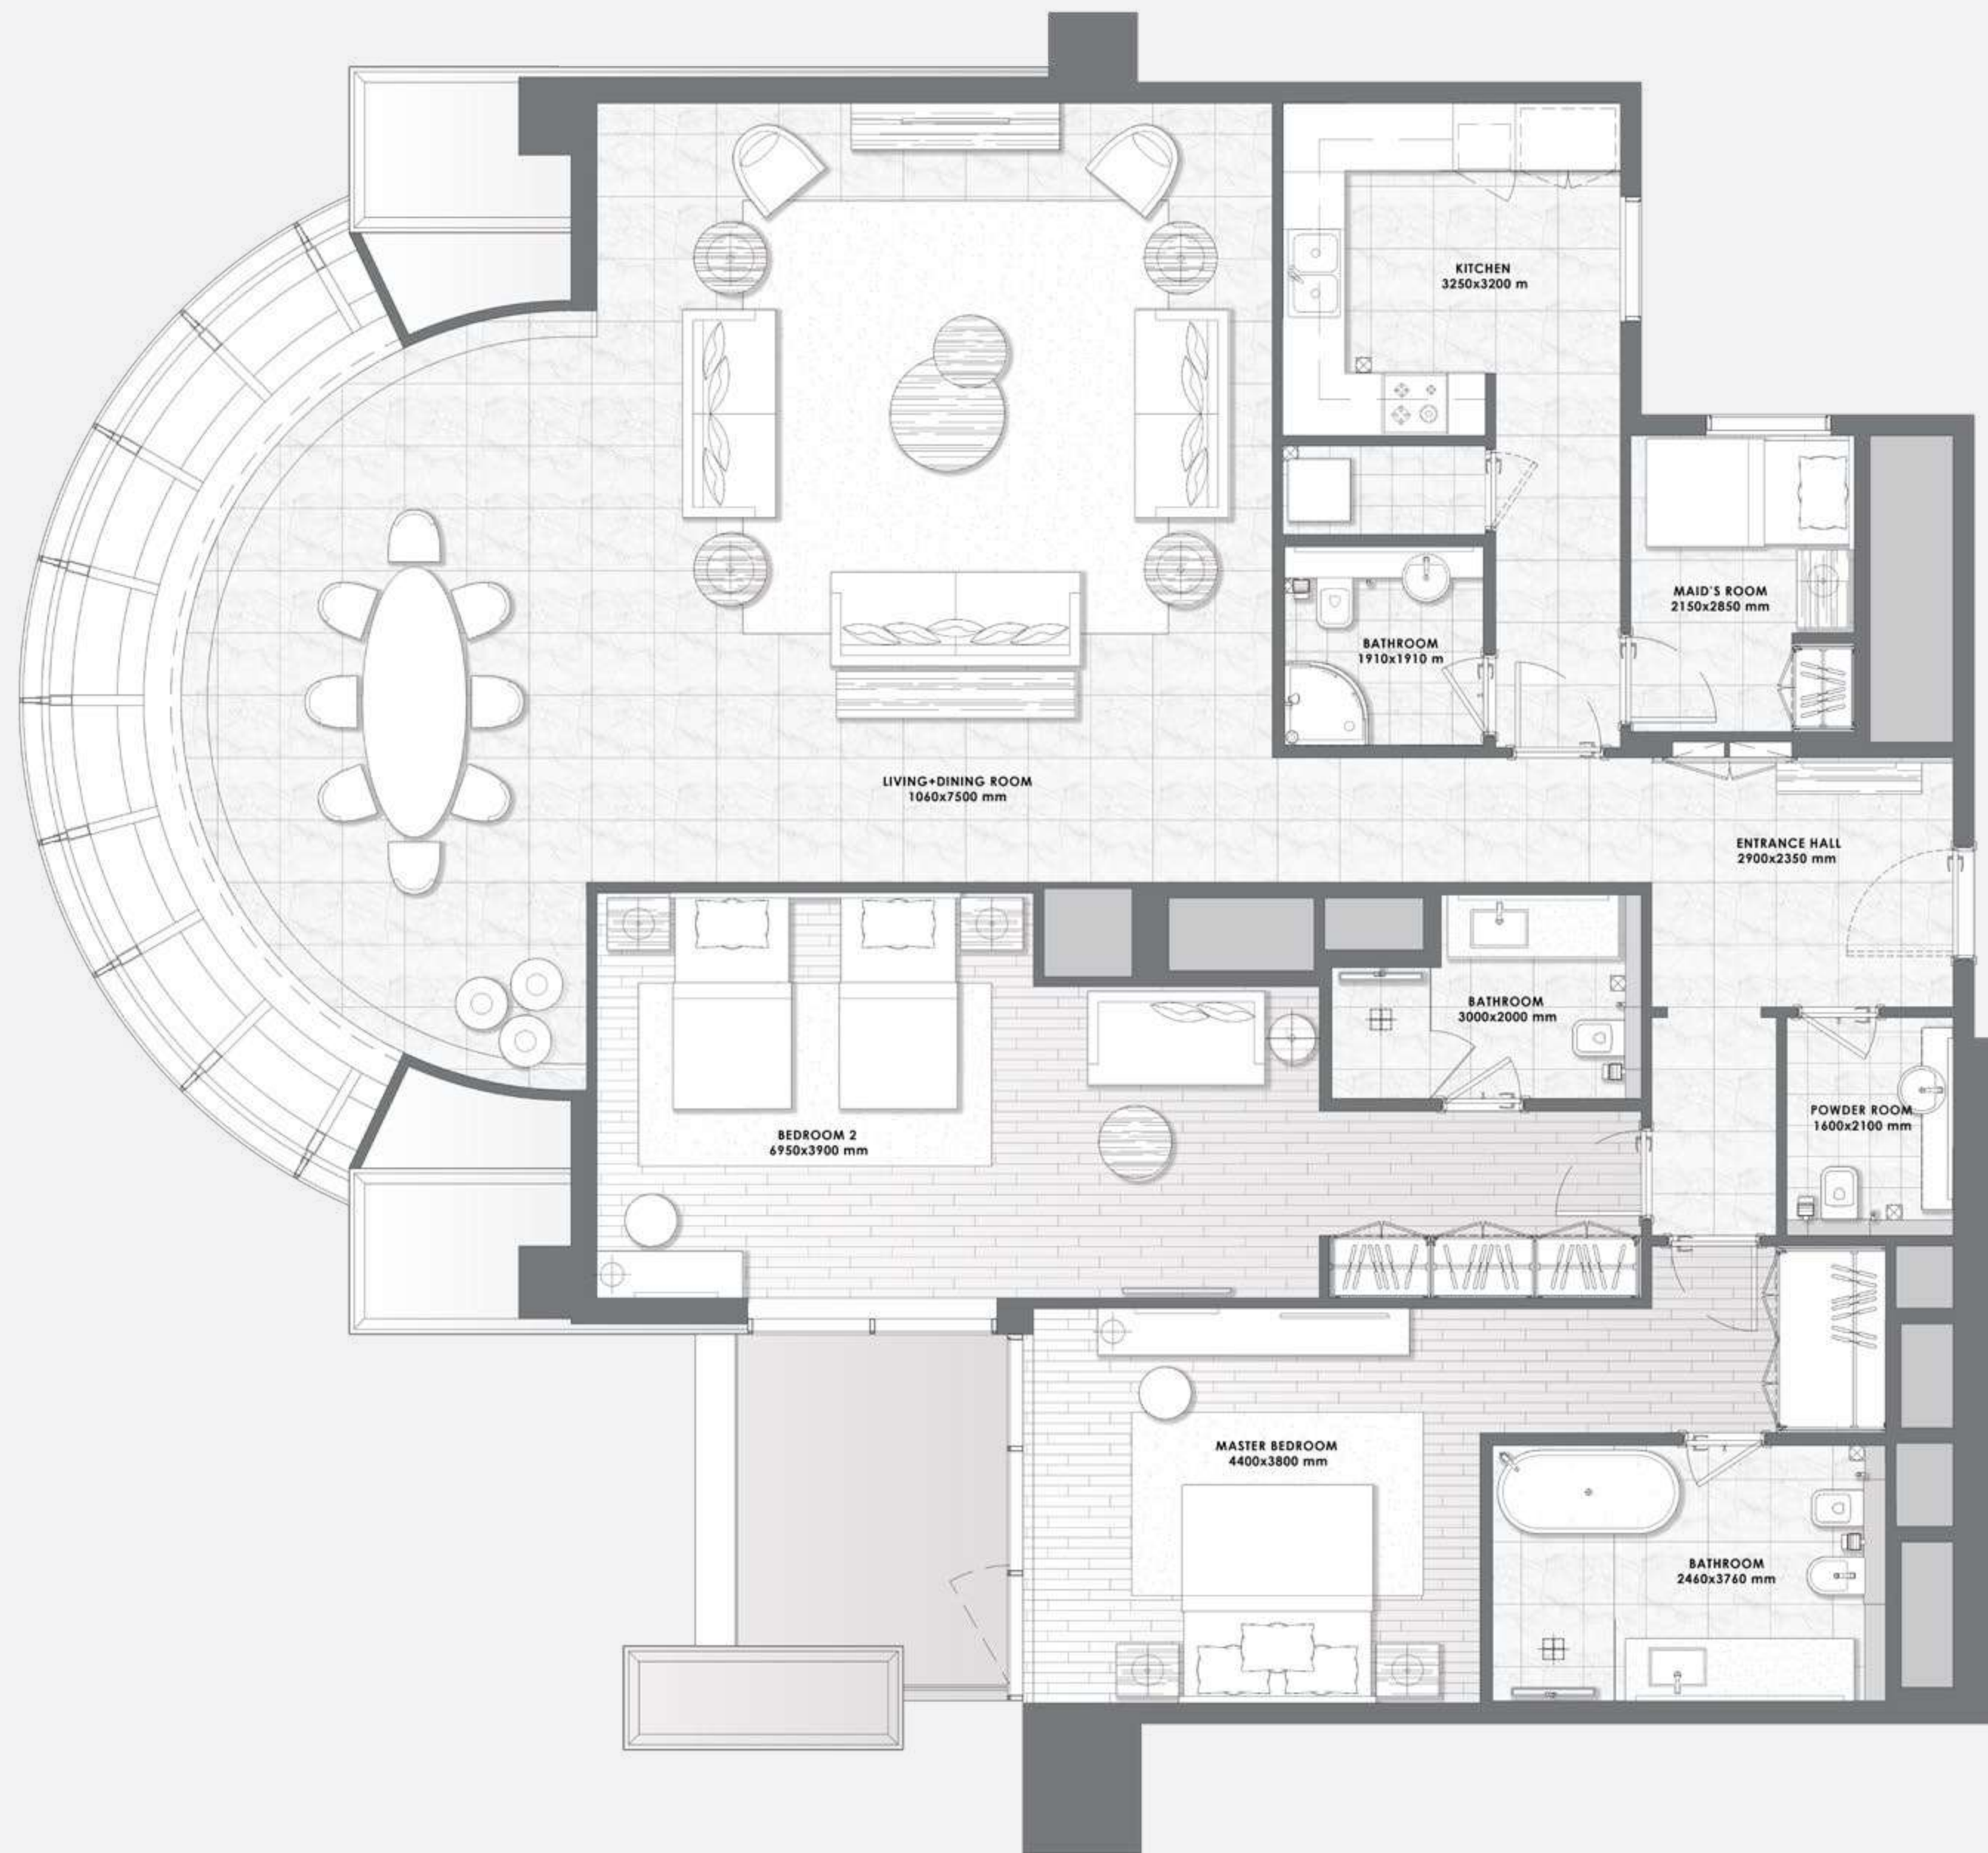 KITCHEN
3250x3200 m
MAID'S ROOM
2150x2850 mm
BATHROOM
1910x1910 m
LIVING+DINING ROOM
1060x7500 mm
ENTRANCE HALL
2900x2350 mm
BATHROOM
3000x2000 mm
POWDER ROOM
1600x2100 mm
BEDROOM 2
6950x3900 mm
MASTER BEDROOM
4400x3800 mm
BATHROOM
2460x3760 mm